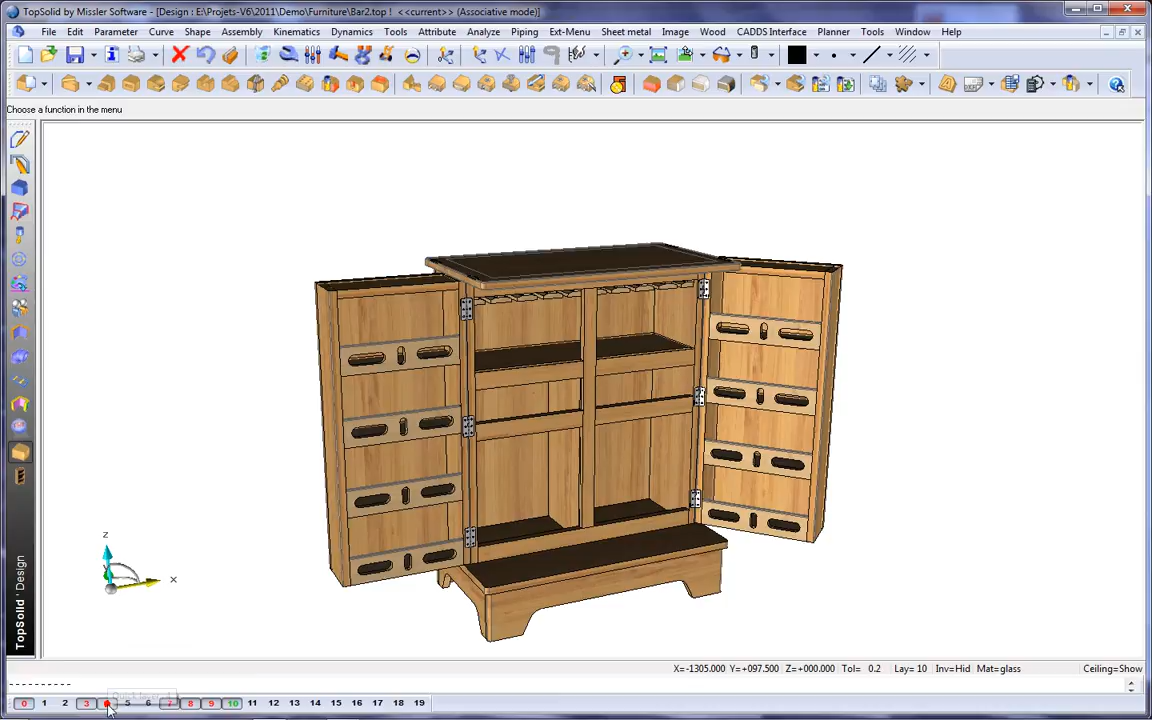 TopSolid by Missler Software - [Design : E:\Projets-V6\2011\Demo\Furniture\Bar2.top ! <<current>> (Associative mode)]
File Edit Parameter Curve Shape Assembly Kinematics Dynamics Tools Attribute Analyze Piping Ext-Menu Sheet metal Image Wood CADDS Interface Planner Tools Window Help
Choose a function in the menu
z
x
TopSolid ' Design
X=-1305.000 Y=+097.500 Z=+000.000 Tol= 0.2 Lay= 10 Inv=Hid Mat=glass Ceiling=Show
Quick layer
0 1 2 3 5 6 7 8 9 10 11 12 13 14 15 16 17 18 19